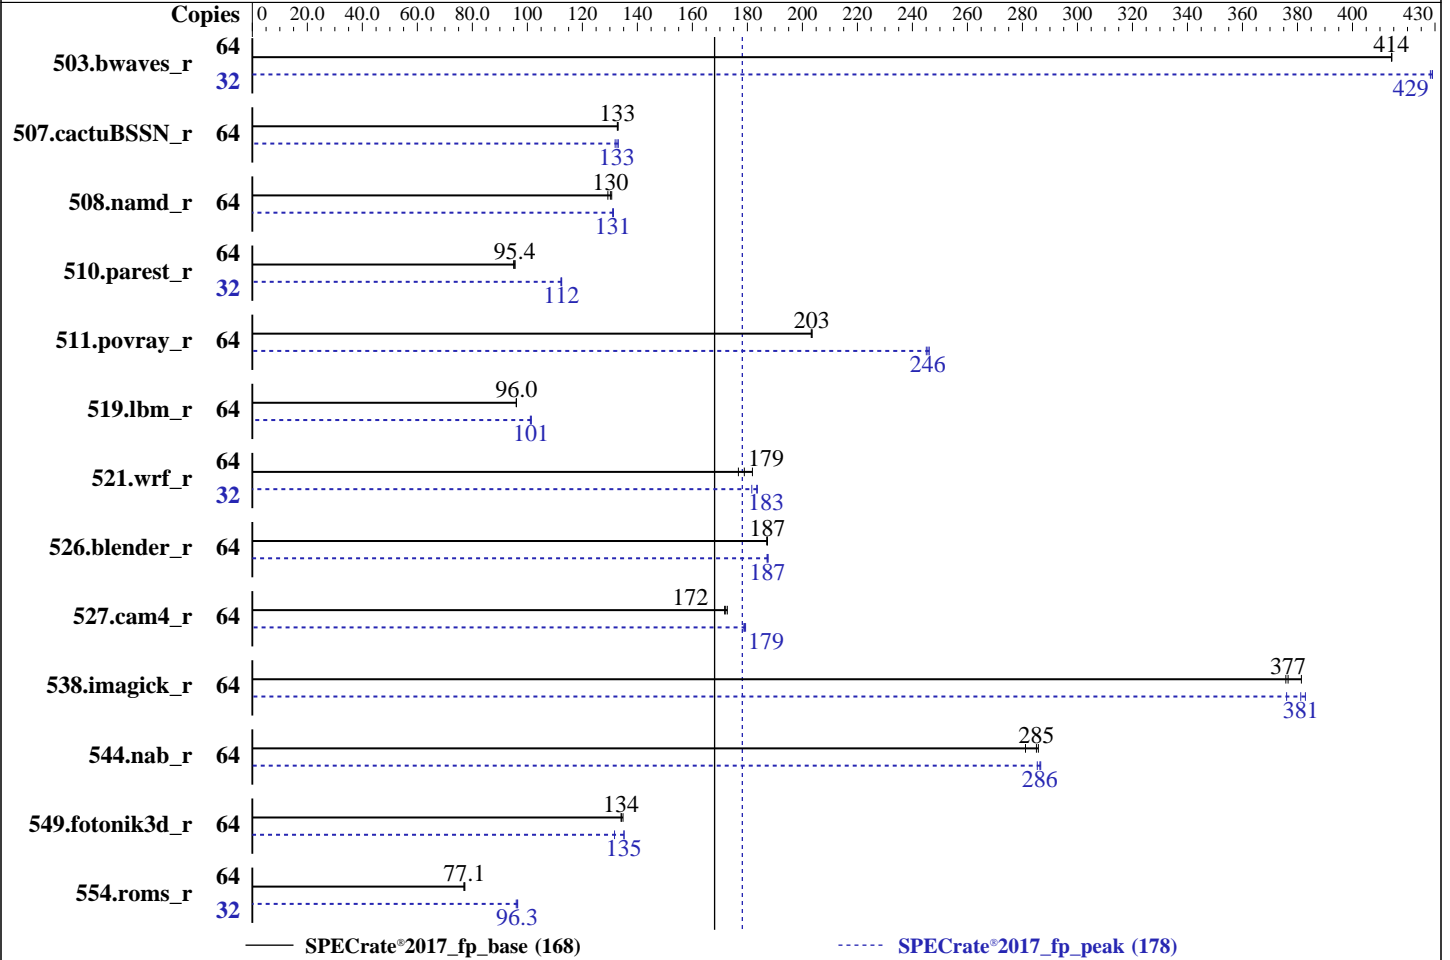 Copies 0 20.0 40.0 60.0 80.0 100 120 140 160 180 200 220 240 260 280 300 320 340 360 380 400 430
503.bwaves_r 64 414
32 429
507.cactuBSSN_r 64 133
133
508.namd_r 64 130
131
510.parest_r 64 95.4
32 112
511.povray_r 64 203
246
519.lbm_r 64 96.0
101
521.wrf_r 64 179
32 183
526.blender_r 64 187
187
527.cam4_r 64 172
179
538.imagick_r 64 377
381
544.nab_r 64 285
286
549.fotonik3d_r 64 134
135
554.roms_r 64 77.1
32 96.3
SPECrate®2017_fp_base (168) SPECrate®2017_fp_peak (178)